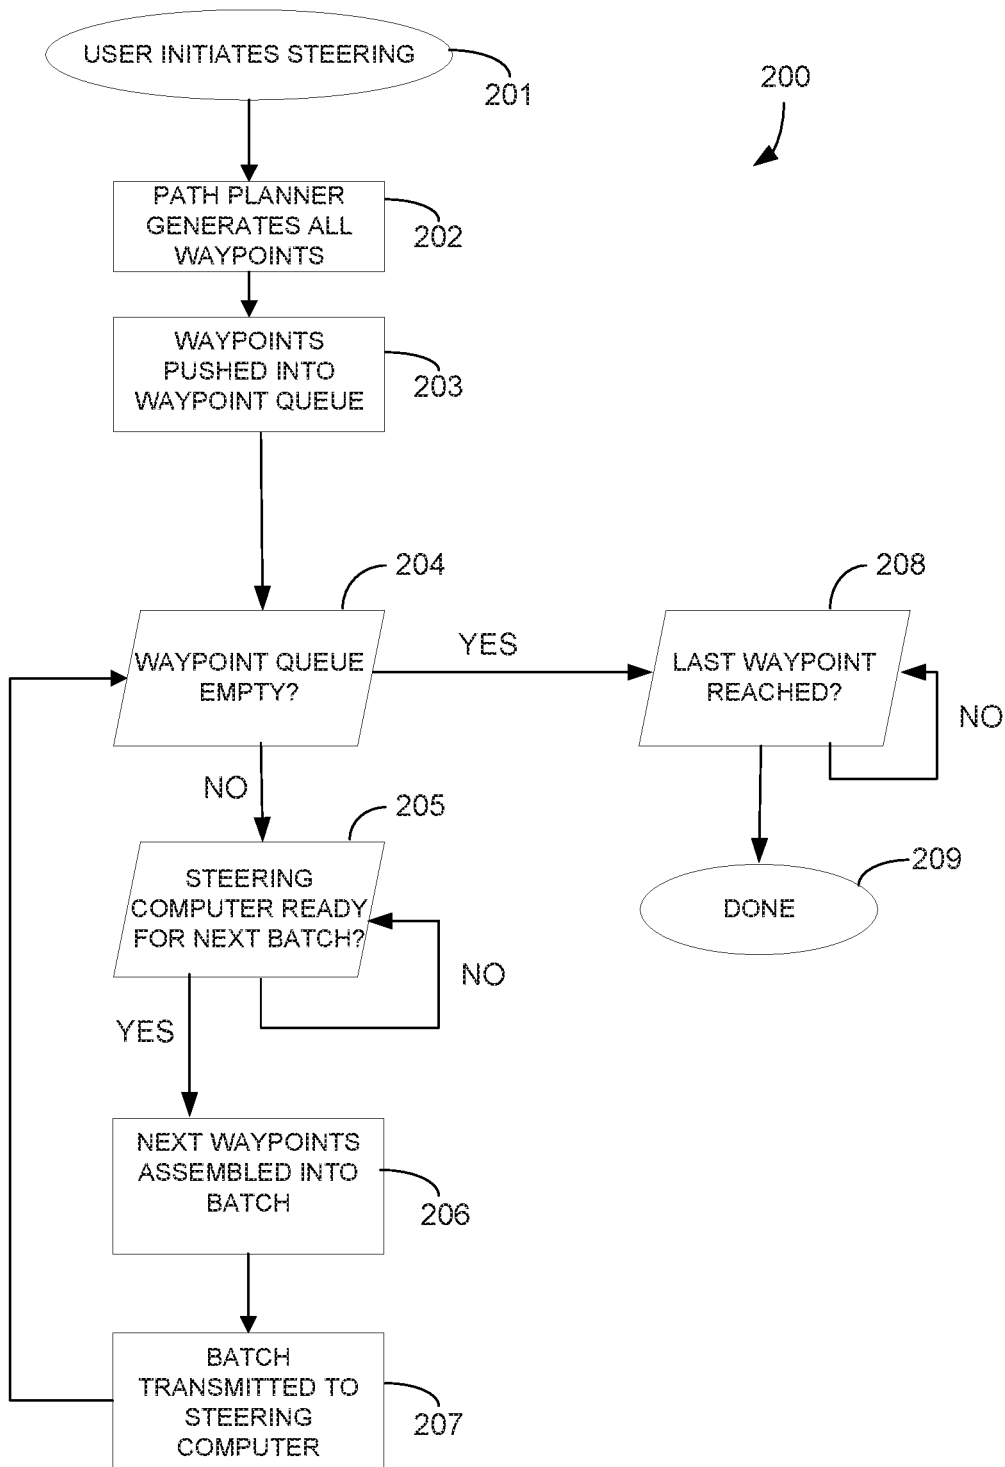 USER INITIATES STEERING
201
200
PATH PLANNER
GENERATES ALL
WAYPOINTS
202
WAYPOINTS
PUSHED INTO
WAYPOINT QUEUE
203
204
WAYPOINT QUEUE
EMPTY?
YES
208
LAST WAYPOINT
REACHED?
NO
NO
205
STEERING
COMPUTER READY
FOR NEXT BATCH?
NO
209
DONE
YES
NEXT WAYPOINTS
ASSEMBLED INTO
BATCH
206
BATCH
TRANSMITTED TO
STEERING
COMPUTER
207